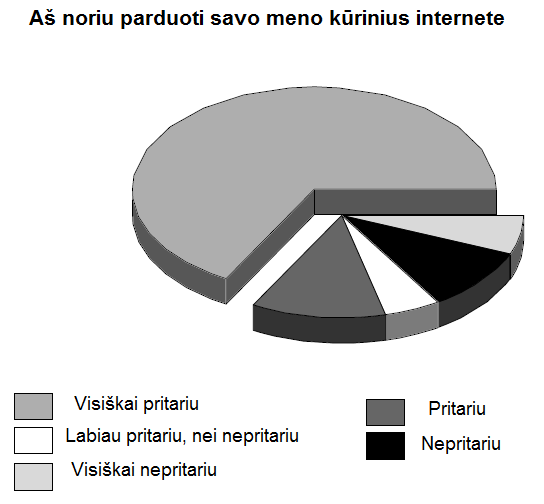 Aš noriu parduoti savo meno kūrinius internete
Visiškai pritariu
Labiau pritariu, nei nepritariu
Visiškai nepritariu
Pritariu
Nepritariu